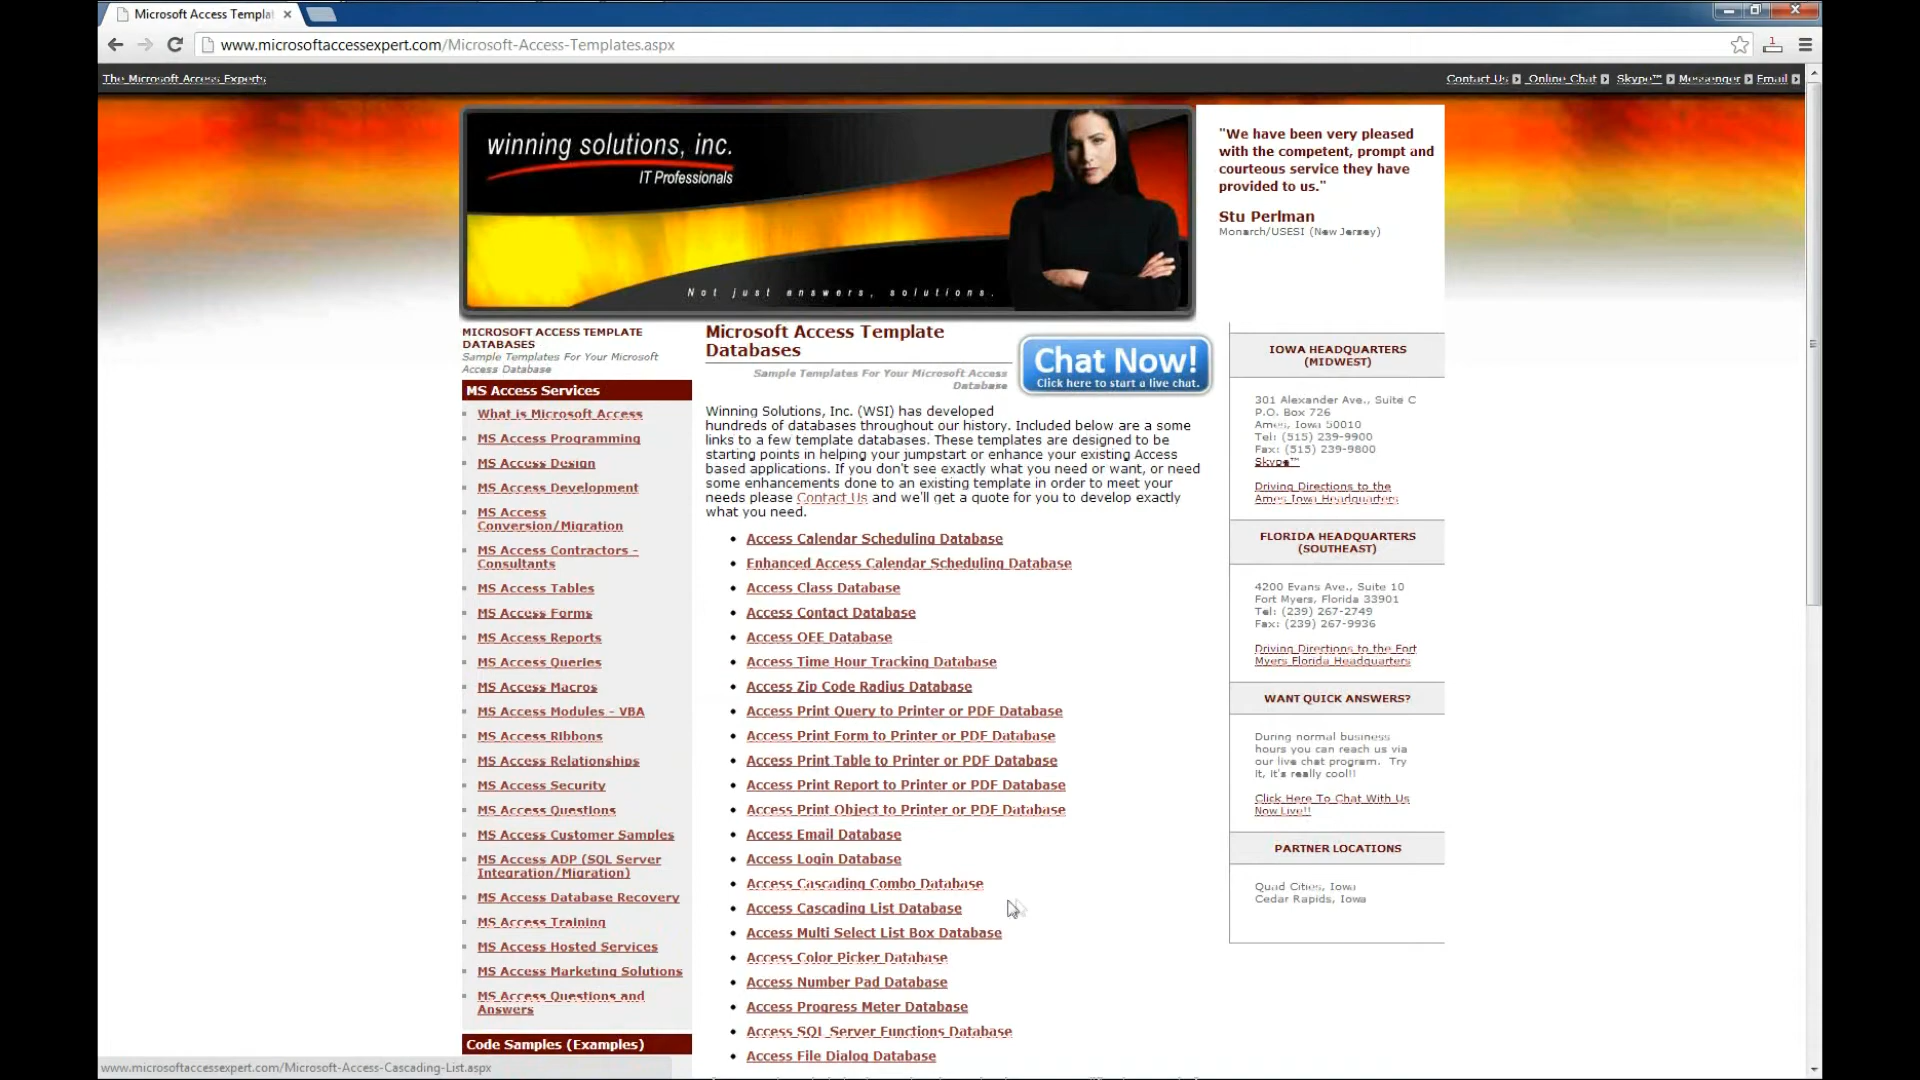 Microsoft Access Templat
www.microsoftaccessexpert.com/Microsoft-Access-Templates.aspx
1
The Microsoft Access Experts
Contact Us Online Chat Skype™ Messenger Email
winning solutions, inc.
IT Professionals
Not just answers, solutions.
"We have been very pleased
with the competent, prompt and
courteous service they have
provided to us."
Stu Perlman
Monarch/USESI (New Jersey)
MICROSOFT ACCESS TEMPLATE
DATABASES
Sample Templates For Your Microsoft
Access Database
MS Access Services
What is Microsoft Access
MS Access Programming
MS Access Design
MS Access Development
MS Access
Conversion/Migration
MS Access Contractors -
Consultants
MS Access Tables
MS Access Forms
MS Access Reports
MS Access Queries
MS Access Macros
MS Access Modules - VBA
MS Access Ribbons
MS Access Relationships
MS Access Security
MS Access Questions
MS Access Customer Samples
MS Access ADP (SQL Server
Integration/Migration)
MS Access Database Recovery
MS Access Training
MS Access Hosted Services
MS Access Marketing Solutions
MS Access Questions and
Answers
Code Samples (Examples)
Microsoft Access Template
Databases
Sample Templates For Your Microsoft Access
Database
Chat Now!
Click here to start a live chat.
Winning Solutions, Inc. (WSI) has developed
hundreds of databases throughout our history. Included below are a some
links to a few template databases. These templates are designed to be
starting points in helping your jumpstart or enhance your existing Access
based applications. If you don't see exactly what you need or want, or need
some enhancements done to an existing template in order to meet your
needs please Contact Us and we'll get a quote for you to develop exactly
what you need.
Access Calendar Scheduling Database
Enhanced Access Calendar Scheduling Database
Access Class Database
Access Contact Database
Access OEE Database
Access Time Hour Tracking Database
Access Zip Code Radius Database
Access Print Query to Printer or PDF Database
Access Print Form to Printer or PDF Database
Access Print Table to Printer or PDF Database
Access Print Report to Printer or PDF Database
Access Print Object to Printer or PDF Database
Access Email Database
Access Login Database
Access Cascading Combo Database
Access Cascading List Database
Access Multi Select List Box Database
Access Color Picker Database
Access Number Pad Database
Access Progress Meter Database
Access SQL Server Functions Database
Access File Dialog Database
IOWA HEADQUARTERS
(MIDWEST)
301 Alexander Ave., Suite C
P.O. Box 726
Ames, Iowa 50010
Tel: (515) 239-9900
Fax: (515) 239-9800
Skype™
Driving Directions to the
Ames Iowa Headquarters
FLORIDA HEADQUARTERS
(SOUTHEAST)
4200 Evans Ave., Suite 10
Fort Myers, Florida 33901
Tel: (239) 267-2749
Fax: (239) 267-9936
Driving Directions to the Fort
Myers Florida Headquarters
WANT QUICK ANSWERS?
During normal business
hours you can reach us via
our live chat program. Try
it, it's really cool!!
Click Here To Chat With Us
Now Live!!
PARTNER LOCATIONS
Quad Cities, Iowa
Cedar Rapids, Iowa
www.microsoftaccessexpert.com/Microsoft-Access-Cascading-List.aspx